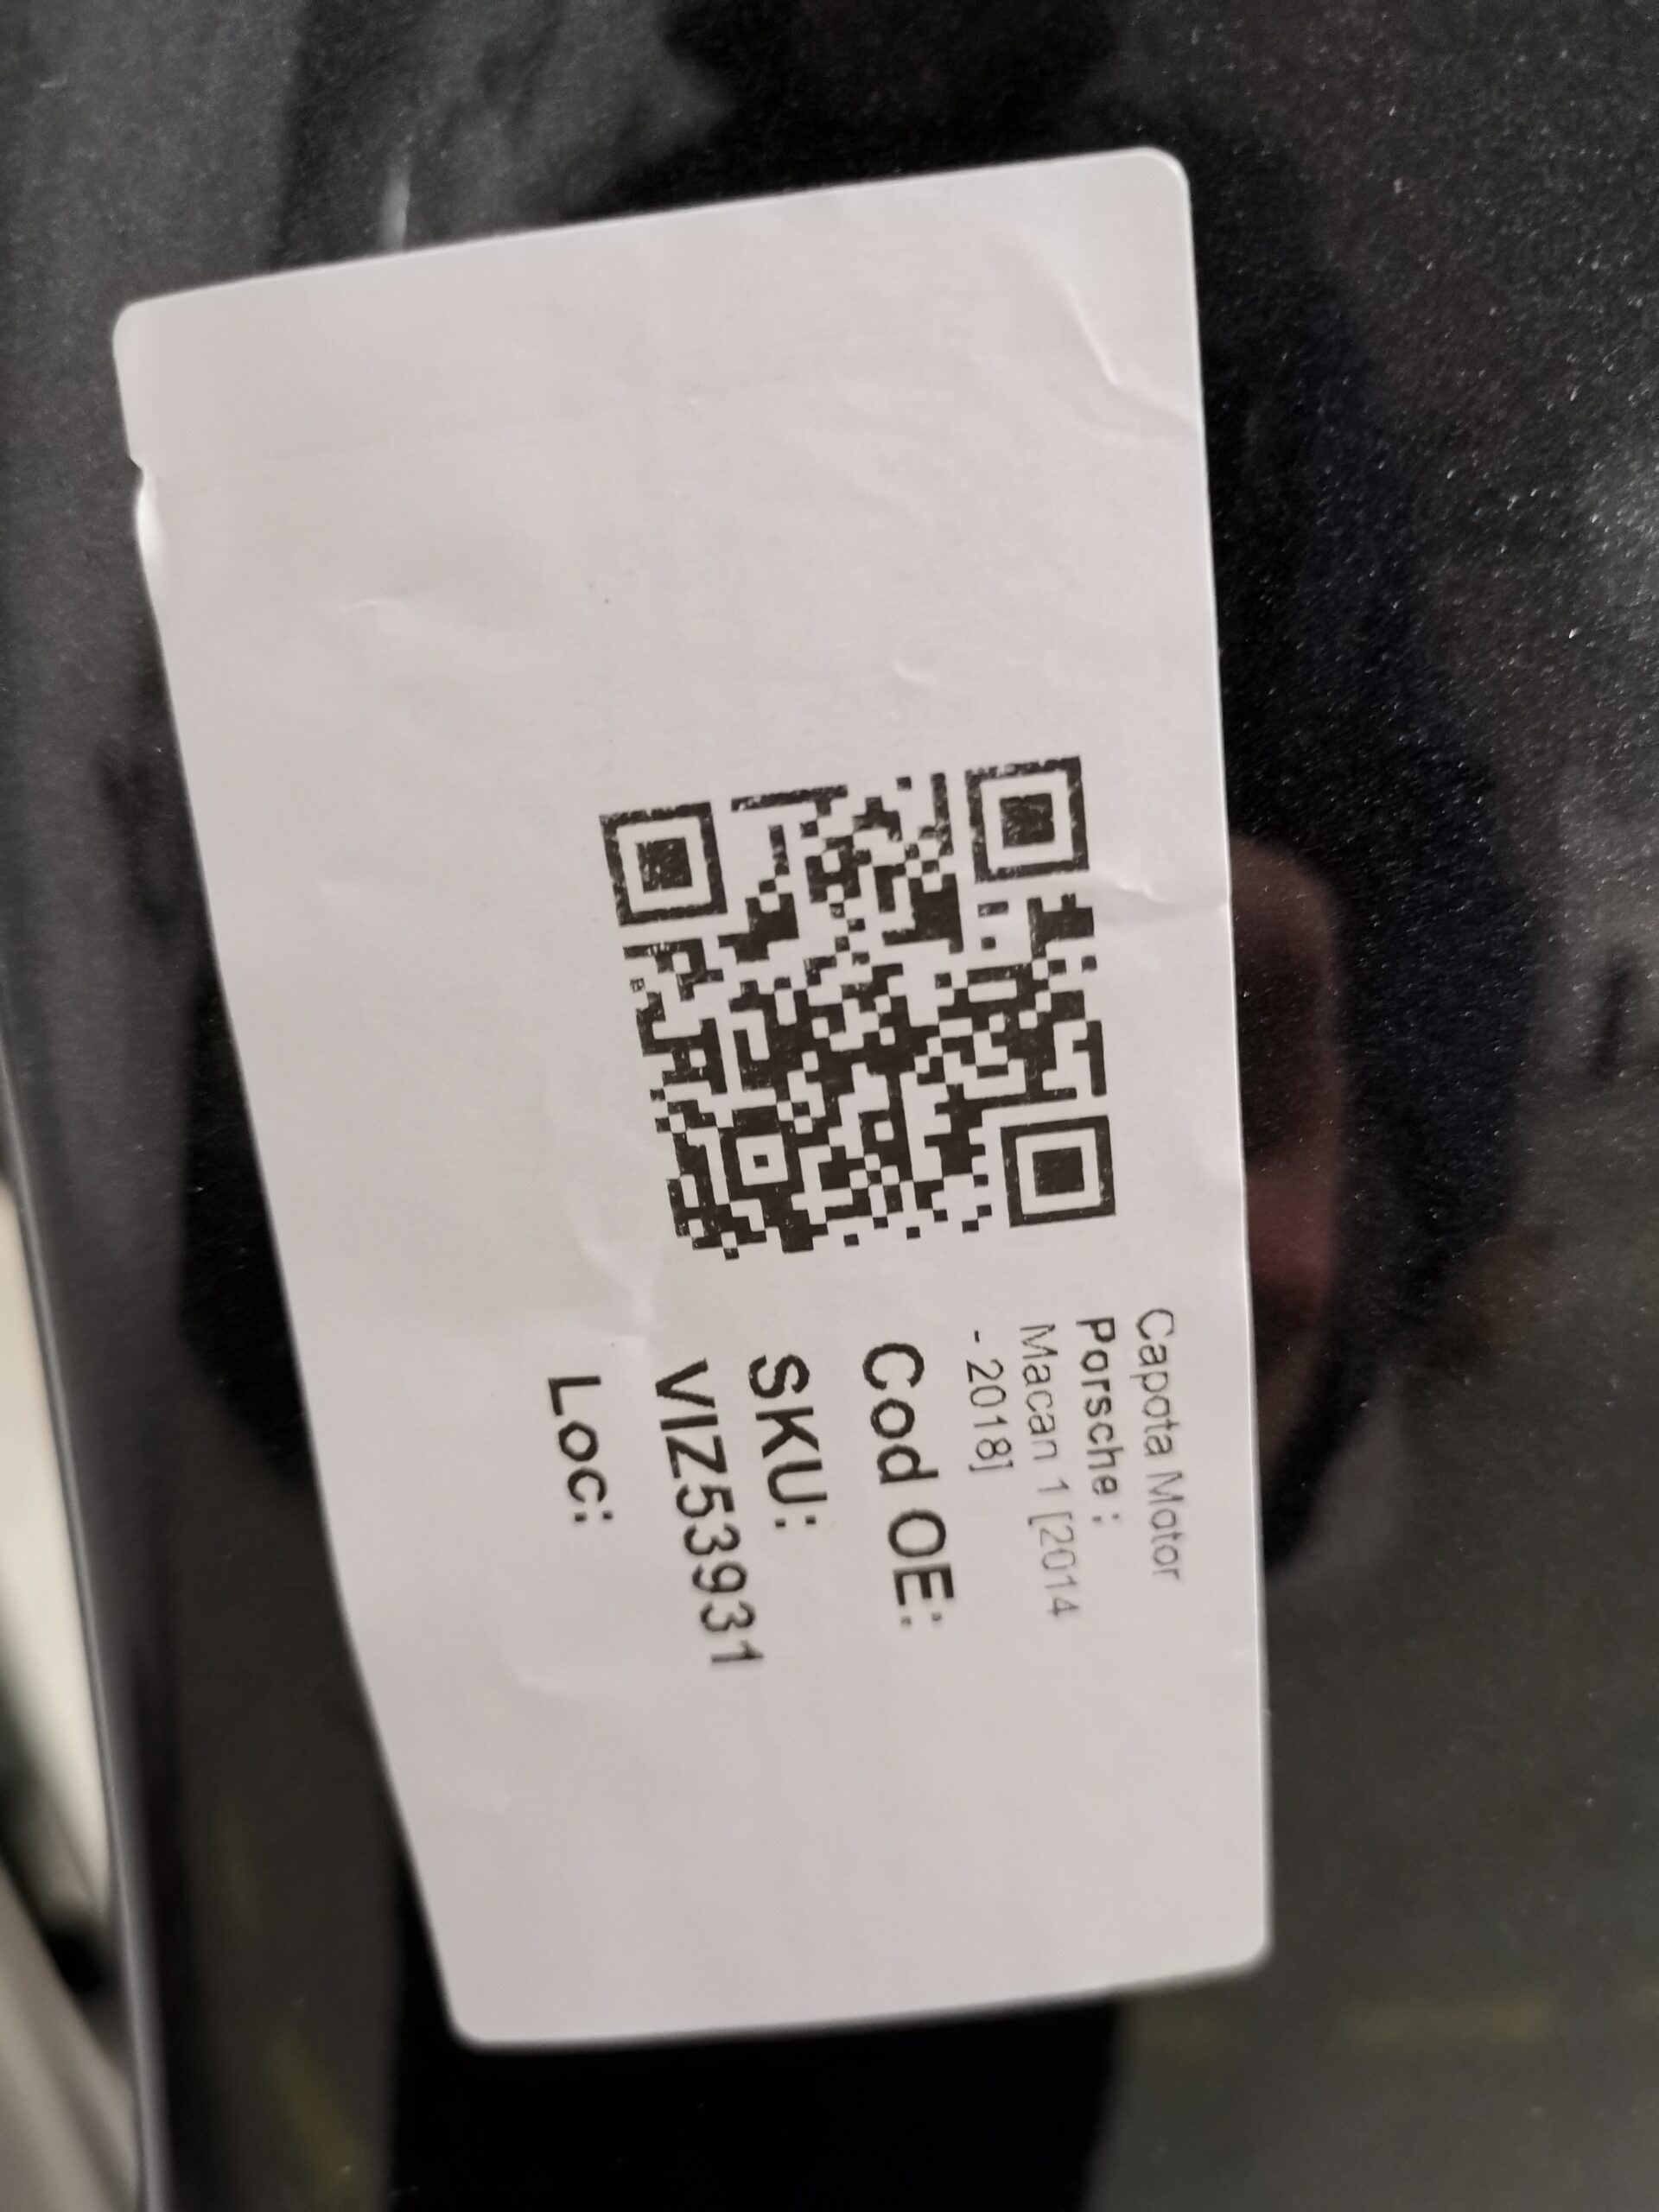 Capota Motor
Porsche :
Macan 1 [2014
- 2018]
Cod OE:
SKU:
VIZ53931
Loc: